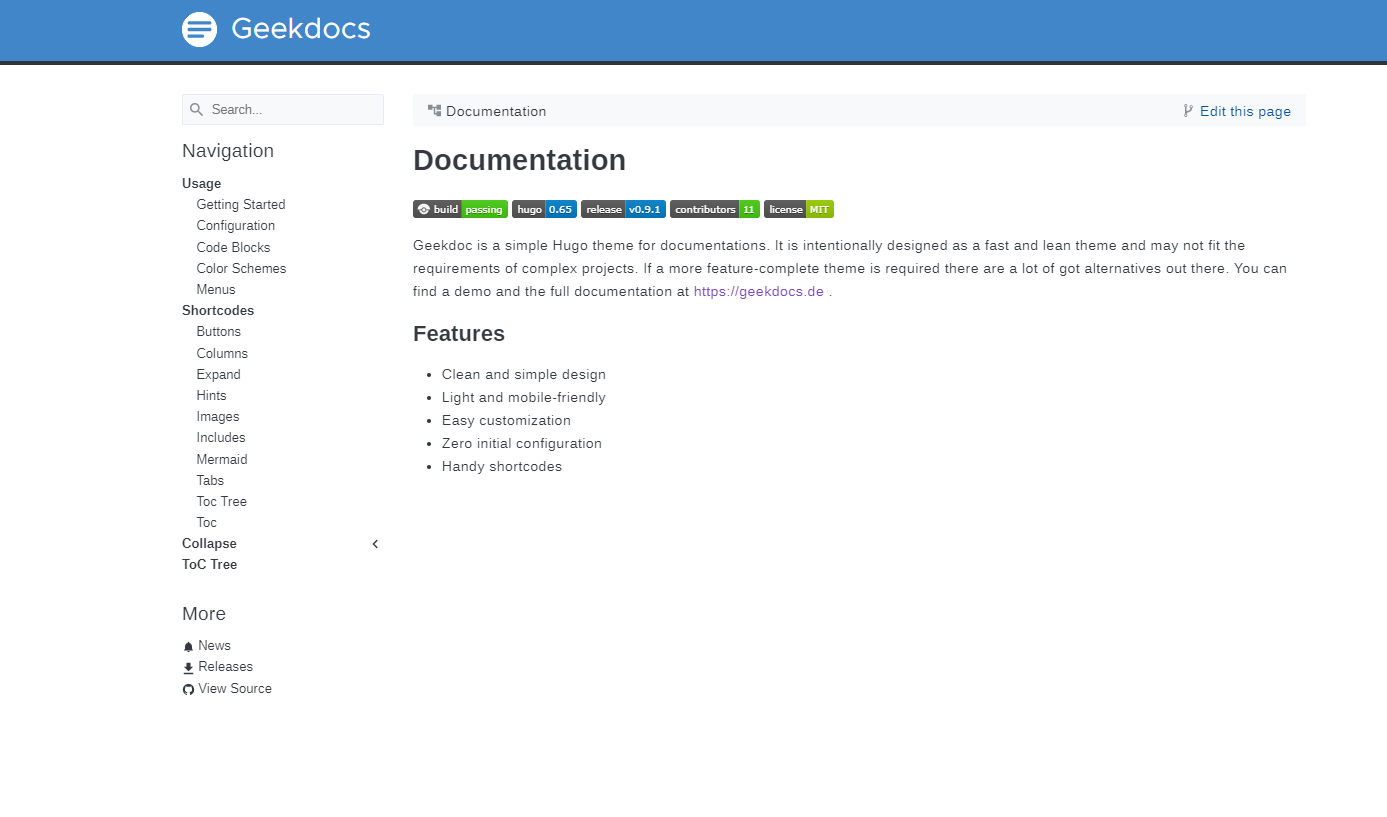 Geekdocs
Search...
Navigation
Usage
Getting Started
Configuration
Code Blocks
Color Schemes
Menus
Shortcodes
Buttons
Columns
Expand
Hints
Images
Includes
Mermaid
Tabs
Toc Tree
Toc
Collapse
ToC Tree
More
News
Releases
View Source
Documentation Edit this page
Documentation
build passing hugo 0.65 release v0.9.1 contributors 11 license MIT
Geekdoc is a simple Hugo theme for documentations. It is intentionally designed as a fast and lean theme and may not fit the
requirements of complex projects. If a more feature-complete theme is required there are a lot of got alternatives out there. You can
find a demo and the full documentation at https://geekdocs.de .
Features
Clean and simple design
Light and mobile-friendly
Easy customization
Zero initial configuration
Handy shortcodes